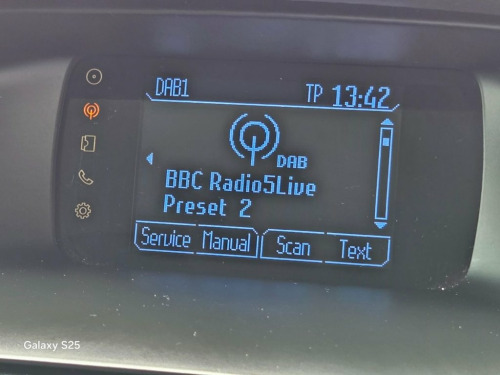 DAB1 TP 13:42
DAB
BBC Radio5Live
Preset 2
Service Manual Scan Text
Galaxy S25